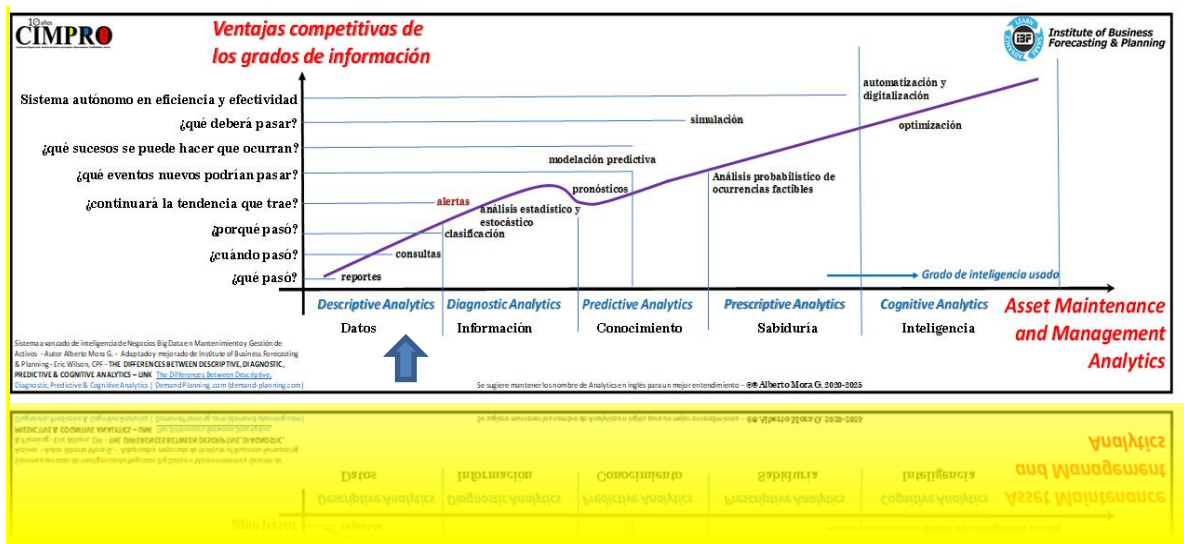 10 años
CIMPRO
Ventajas competitivas de
los grados de información
IBF
Institute of Business
Forecasting & Planning
Sistema autónomo en eficiencia y efectividad
¿qué deberá pasar?
¿qué sucesos se puede hacer que ocurran?
¿qué eventos nuevos podrían pasar?
¿continuará la tendencia que trae?
¿porqué pasó?
¿cuándo pasó?
¿qué pasó?
automatización y
digitalización
optimización
simulación
modelación predictiva
Análisis probabilístico de
ocurrencias factibles
pronósticos
alertas
análisis estadístico y
estocástico
clasificación
consultas
reportes
Grado de inteligencia usado
Descriptive Analytics
Diagnostic Analytics
Predictive Analytics
Prescriptive Analytics
Cognitive Analytics
Datos
Información
Conocimiento
Sabiduría
Inteligencia
Asset Maintenance
and Management
Analytics
Sistema avanzado de inteligencia de Negocios Big Data en Mantenimiento y Gestión de
Activos - Autor Alberto Mora G. - Adaptado y mejorado de Institute of Business Forecasting
& Planning - Eric Wilson, CPF - THE DIFFERENCES BETWEEN DESCRIPTIVE, DIAGNOSTIC,
PREDICTIVE & COGNITIVE ANALYTICS – LINK The Differences Between Descriptive,
Diagnostic, Predictive & Cognitive Analytics | Demand Planning .com (demand-planning.com)
Se sugiere mantener los nombre de Analytics en inglés para un mejor entendimiento - ©® Alberto Mora G. 2020-2025